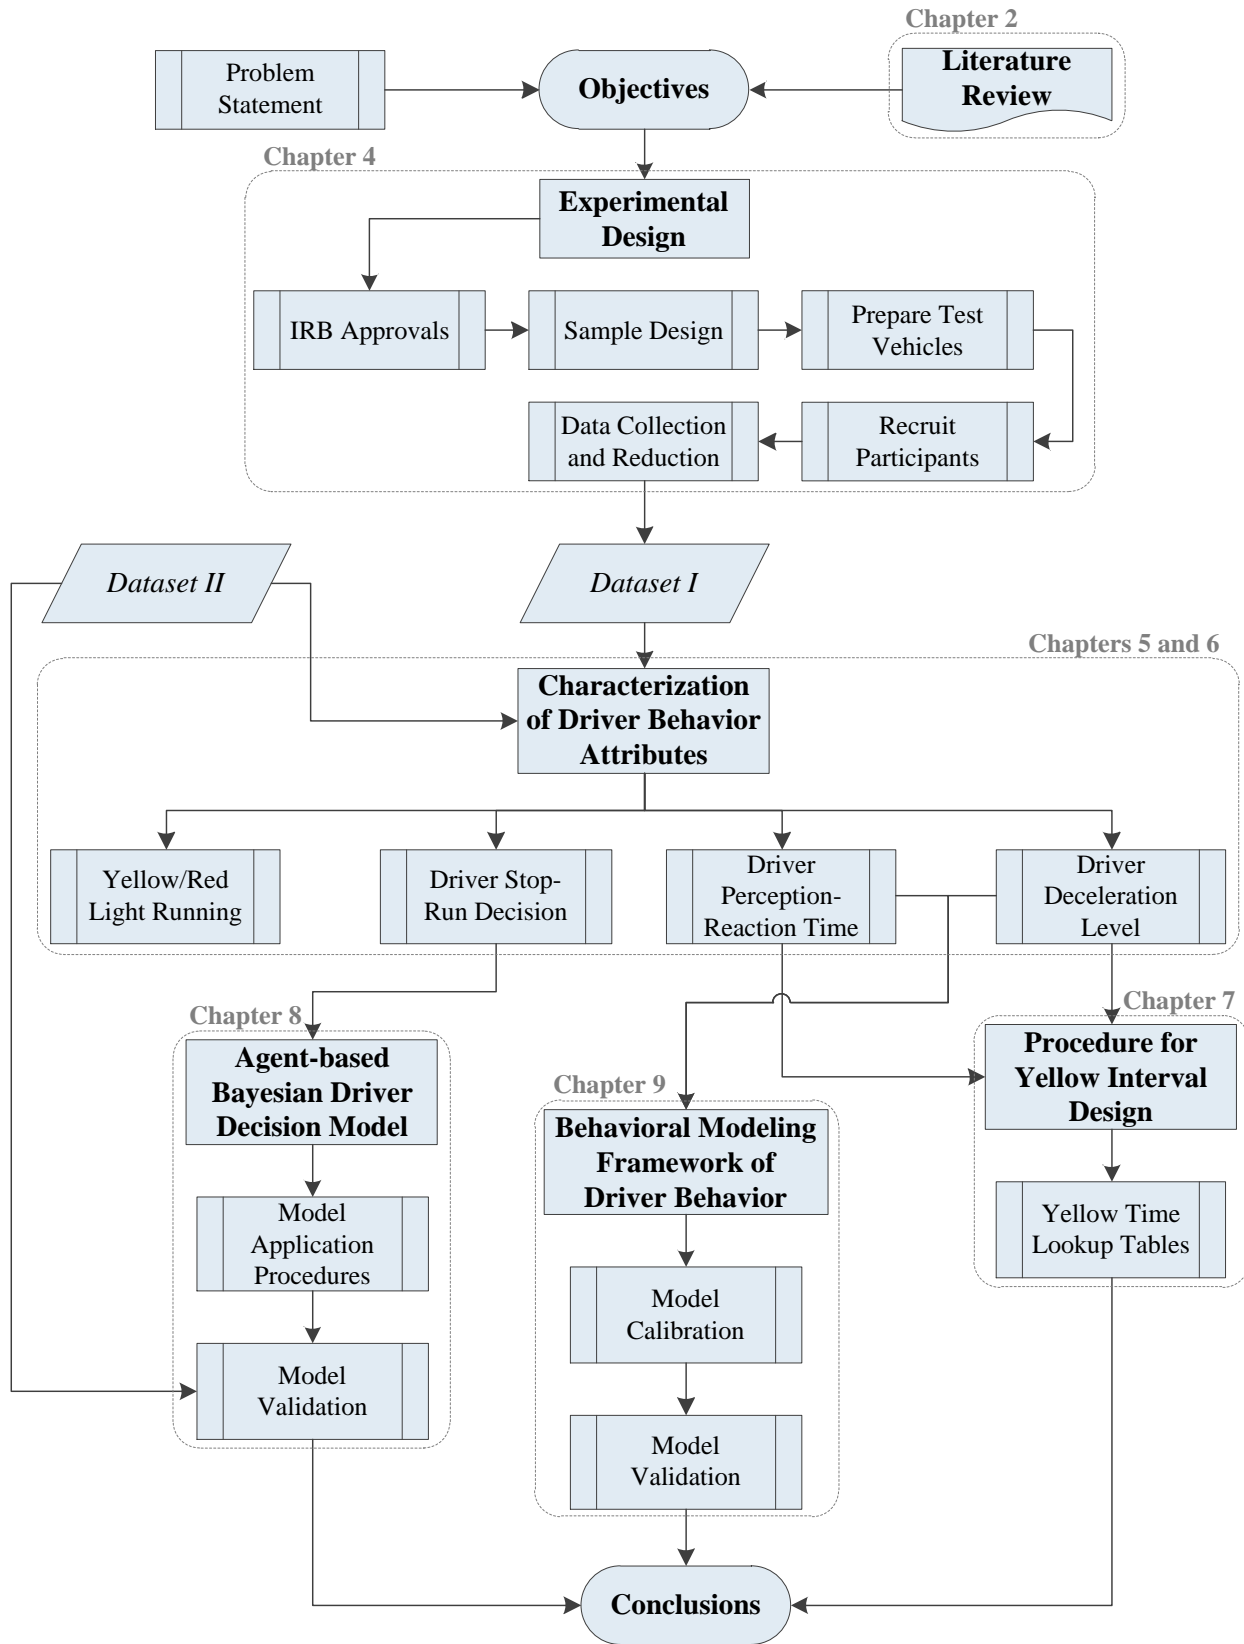 Chapter 2
Problem
Statement
Objectives
Literature
Review
Chapter 4
Experimental
Design
IRB Approvals
Sample Design
Prepare Test
Vehicles
Data Collection
and Reduction
Recruit
Participants
Dataset II
Dataset I
Chapters 5 and 6
Characterization
of Driver Behavior
Attributes
Yellow/Red
Light Running
Driver Stop-
Run Decision
Driver
Perception-
Reaction Time
Driver
Deceleration
Level
Chapter 8
Agent-based
Bayesian Driver
Decision Model
Model
Application
Procedures
Model
Validation
Chapter 9
Behavioral Modeling
Framework of
Driver Behavior
Model
Calibration
Model
Validation
Chapter 7
Procedure for
Yellow Interval
Design
Yellow Time
Lookup Tables
Conclusions